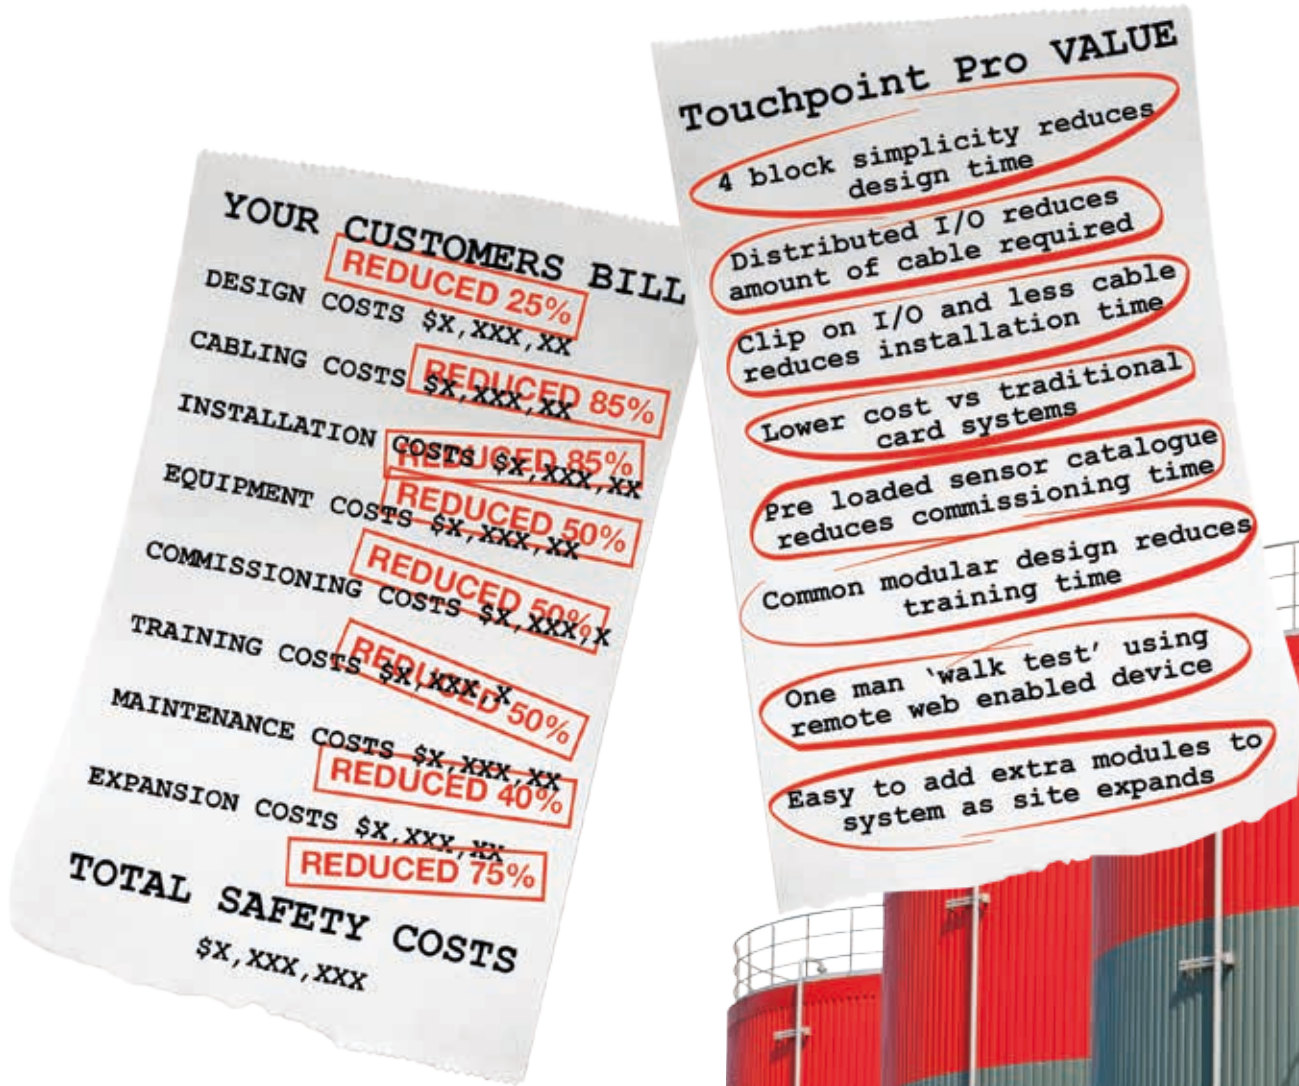 YOUR CUSTOMERS BILL
REDUCED 25%
DESIGN COSTS $X,XXX,XX
CABLING COSTS $X,XXX,XX
REDUCED 85%
INSTALLATION COSTS $X,XXX,XX
REDUCED 85%
EQUIPMENT COSTS $X,XXX,XX
REDUCED 50%
COMMISSIONING COSTS $X,XXX,X
REDUCED 50%
TRAINING COSTS $X,XXX,X
REDUCED 50%
MAINTENANCE COSTS $X,XXX,XX
REDUCED 40%
EXPANSION COSTS $X,XXX,XX
REDUCED 75%
TOTAL SAFETY COSTS
$X,XXX,XXX
Touchpoint Pro VALUE
4 block simplicity reduces
design time
Distributed I/O reduces
amount of cable required
Clip on I/O and less cable
reduces installation time
Lower cost vs traditional
card systems
Pre loaded sensor catalogue
reduces commissioning time
Common modular design reduces
training time
One man ‘walk test’ using
remote web enabled device
Easy to add extra modules to
system as site expands